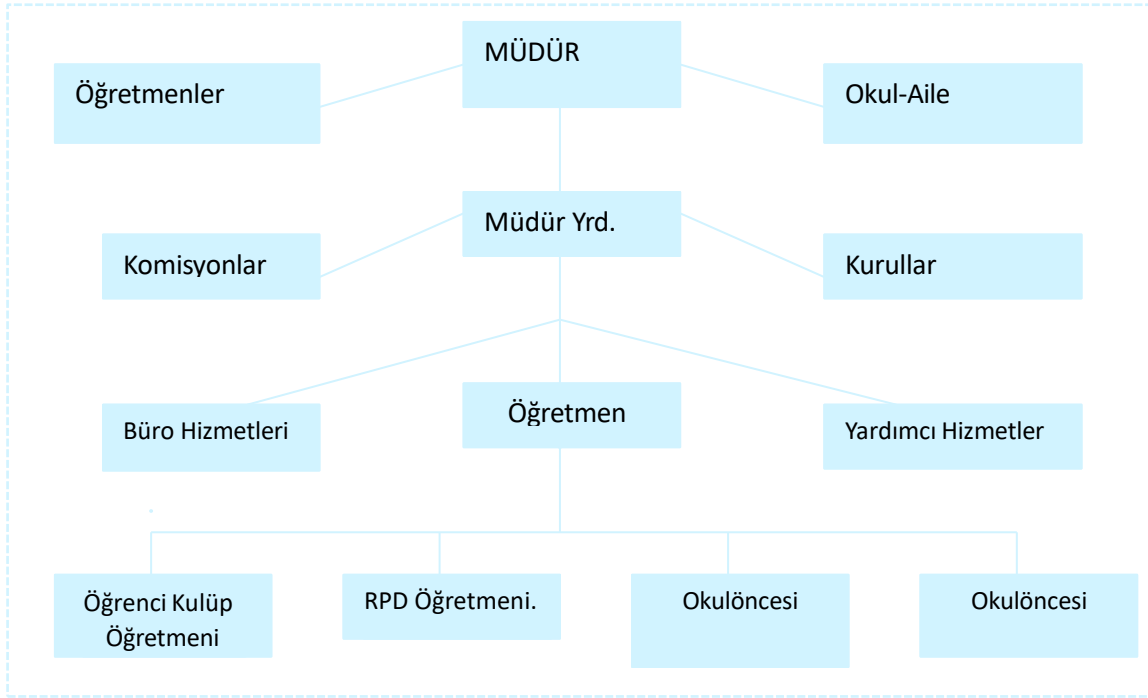 MÜDÜR
Öğretmenler
Okul-Aile
Müdür Yrd.
Komisyonlar
Kurullar
Öğretmen
Büro Hizmetleri
Yardımcı Hizmetler
Öğrenci Kulüp
Öğretmeni
RPD Öğretmeni.
Okulöncesi
Okulöncesi